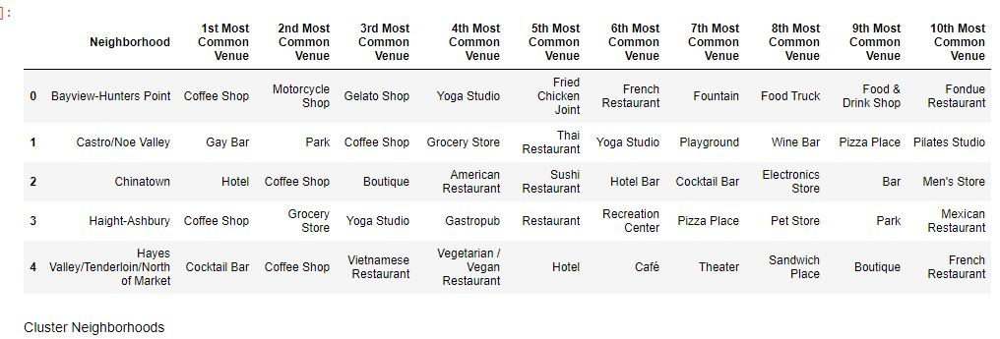 ]:
Neighborhood 1st Most Common Venue 2nd Most Common Venue 3rd Most Common Venue 4th Most Common Venue 5th Most Common Venue 6th Most Common Venue 7th Most Common Venue 8th Most Common Venue 9th Most Common Venue 10th Most Common Venue
0 Bayview-Hunters Point Coffee Shop Motorcycle Shop Gelato Shop Yoga Studio Fried Chicken Joint French Restaurant Fountain Food Truck Food & Drink Shop Fondue Restaurant
1 Castro/Noe Valley Gay Bar Park Coffee Shop Grocery Store Thai Restaurant Yoga Studio Playground Wine Bar Pizza Place Pilates Studio
2 Chinatown Hotel Coffee Shop Boutique American Restaurant Sushi Restaurant Hotel Bar Cocktail Bar Electronics Store Bar Men's Store
3 Haight-Ashbury Coffee Shop Grocery Store Yoga Studio Gastropub Restaurant Recreation Center Pizza Place Pet Store Park Mexican Restaurant
4 Hayes Valley/Tenderloin/North of Market Cocktail Bar Coffee Shop Vietnamese Restaurant Vegetarian / Vegan Restaurant Hotel Café Theater Sandwich Place Boutique French Restaurant
Cluster Neighborhoods